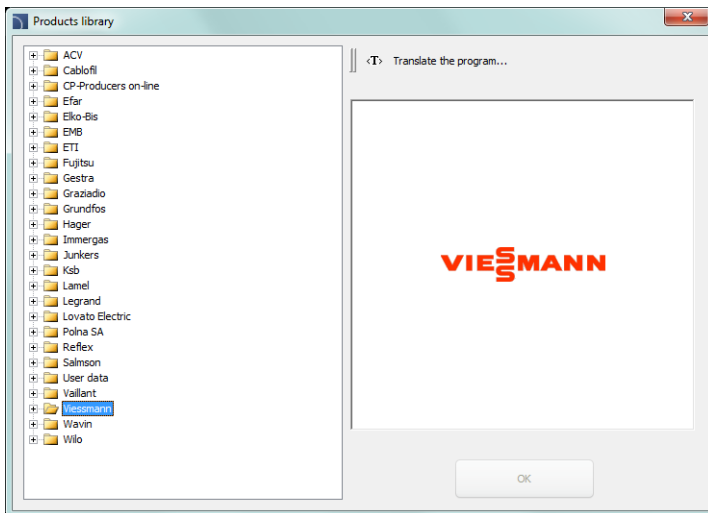 Products library
ACV
Cablofil
CP-Producers on-line
Efar
Elko-Bis
EMB
ETI
Fujitsu
Gestra
Graziadio
Grundfos
Hager
Immergas
Junkers
Ksb
Lamel
Legrand
Lovato Electric
Polna SA
Reflex
Salmson
User data
Vaillant
Viessmann
Wavin
Wilo
<T> Translate the program...
VIESSMANN
OK